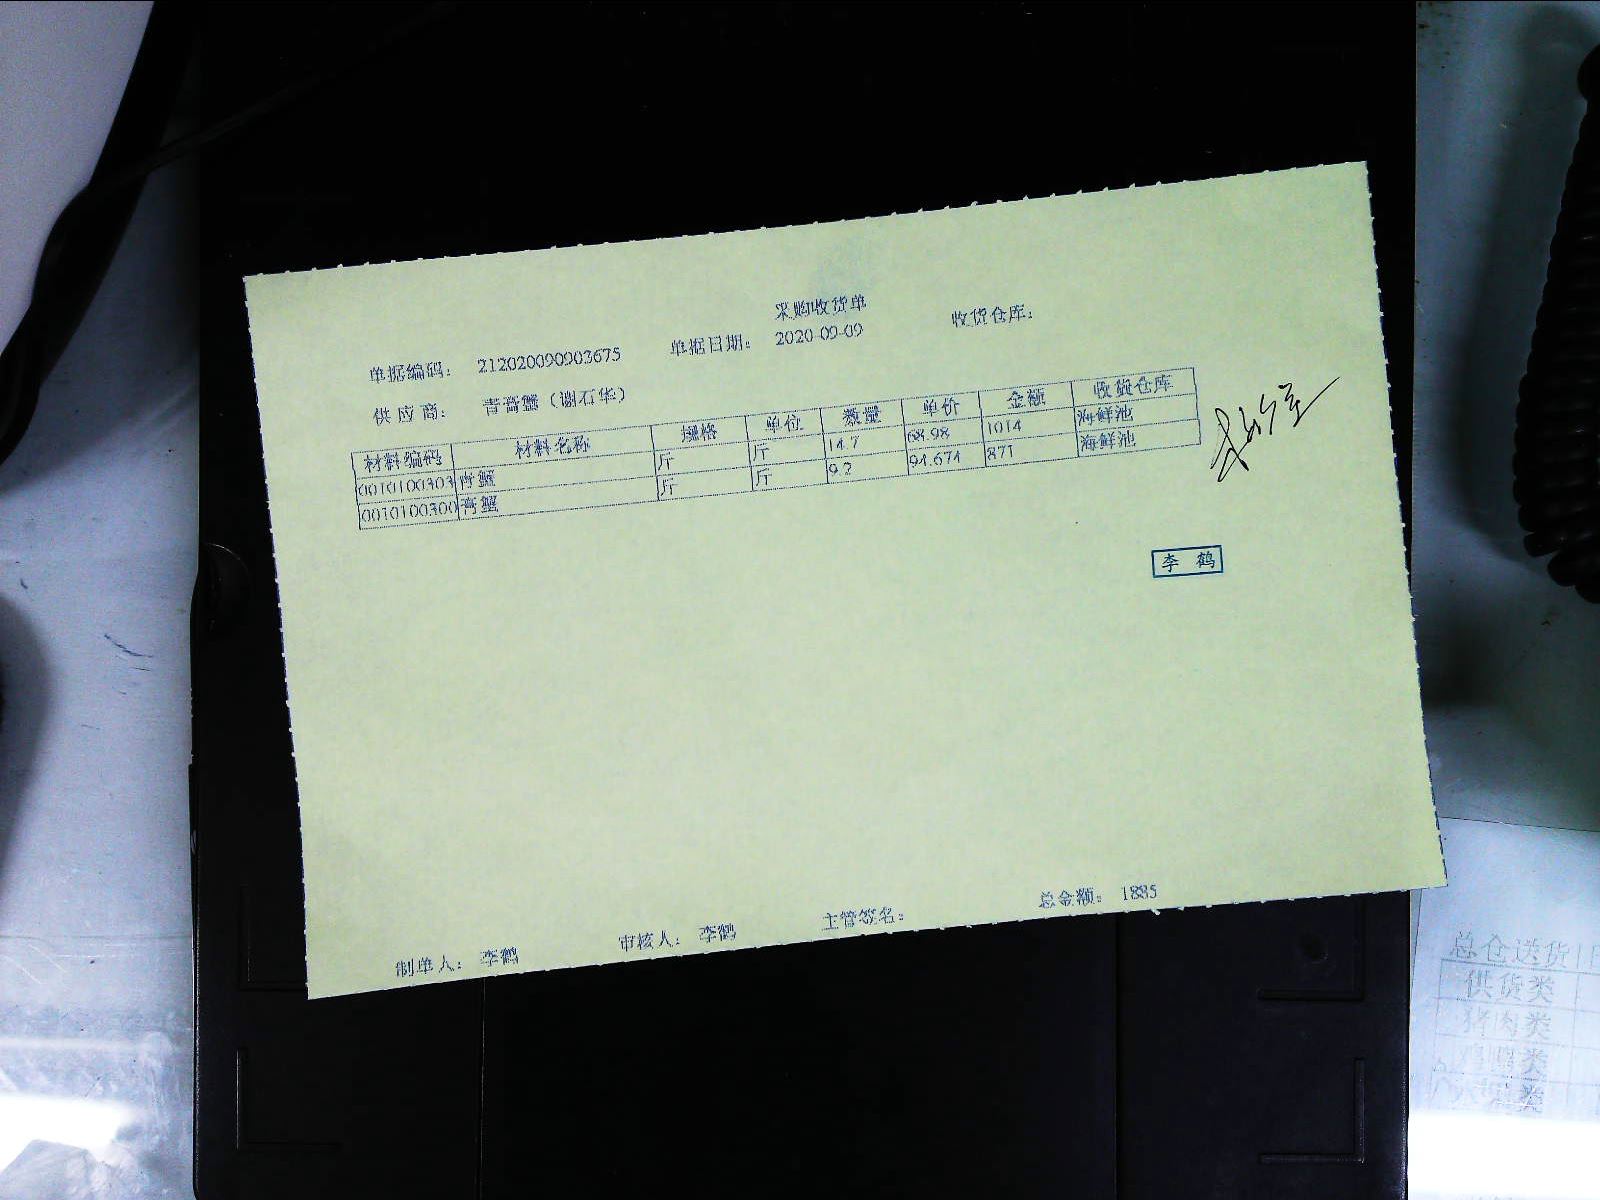 采购收货单
单据编码： 212020090903675 单据日期： 2020-09-09 收货仓库：
供应商： 青膏蟹（谢石华）
材料编码 材料名称 规格 单位 数量 单价 金额 收货仓库
0010100303 青蟹 斤 斤 14.7 68.98 1014 海鲜池
0010100300 膏蟹 斤 斤 9.2 94.674 871 海鲜池
李鹤
制单人： 李鹤 审核人： 李鹤 主管签名： 总金额： 1885
总仓送货
供货类
猪肉类